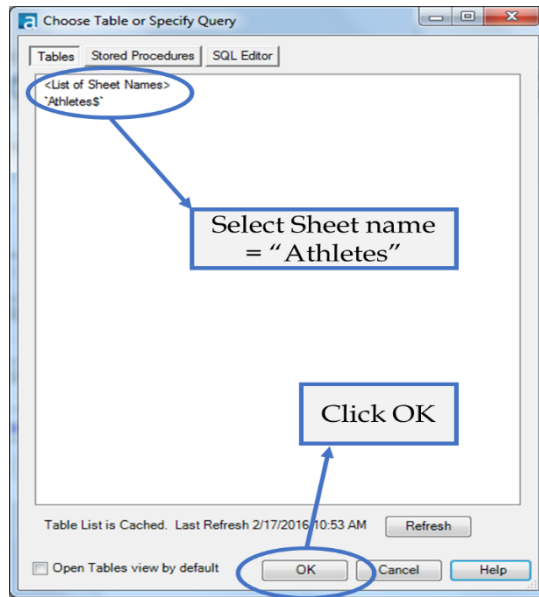 Choose Table or Specify Query
Tables Stored Procedures SQL Editor
<List of Sheet Names>
`Athletes$`
Select Sheet name
= “Athletes”
Click OK
Table List is Cached. Last Refresh 2/17/2016 10:53 AM Refresh
Open Tables view by default OK Cancel Help